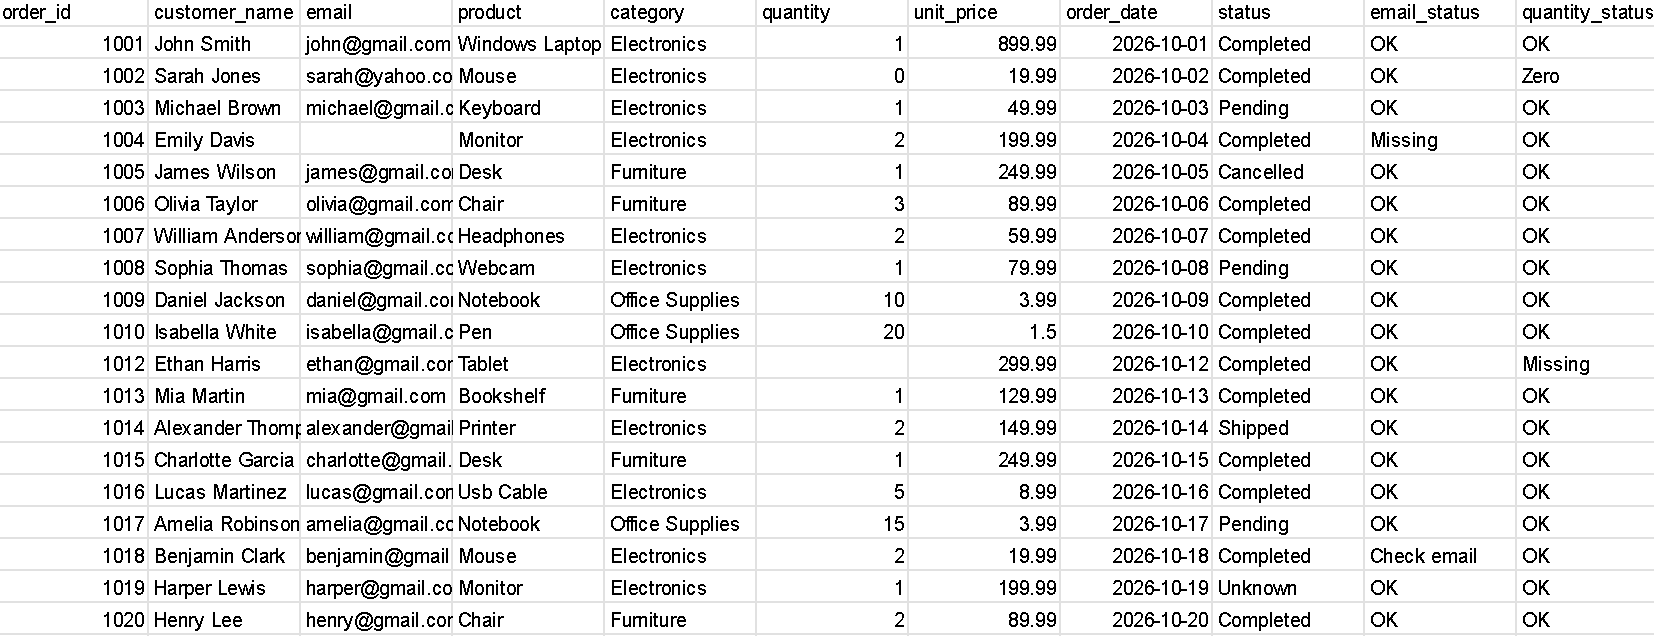 order_id customer_name email product category quantity unit_price order_date status email_status quantity_status
1001 John Smith john@gmail.com Windows Laptop Electronics 1 899.99 2026-10-01 Completed OK OK
1002 Sarah Jones sarah@yahoo.co Mouse Electronics 0 19.99 2026-10-02 Completed OK Zero
1003 Michael Brown michael@gmail.c Keyboard Electronics 1 49.99 2026-10-03 Pending OK OK
1004 Emily Davis Monitor Electronics 2 199.99 2026-10-04 Completed Missing OK
1005 James Wilson james@gmail.co Desk Furniture 1 249.99 2026-10-05 Cancelled OK OK
1006 Olivia Taylor olivia@gmail.com Chair Furniture 3 89.99 2026-10-06 Completed OK OK
1007 William Anderson william@gmail.co Headphones Electronics 2 59.99 2026-10-07 Completed OK OK
1008 Sophia Thomas sophia@gmail.co Webcam Electronics 1 79.99 2026-10-08 Pending OK OK
1009 Daniel Jackson daniel@gmail.co Notebook Office Supplies 10 3.99 2026-10-09 Completed OK OK
1010 Isabella White isabella@gmail.c Pen Office Supplies 20 1.5 2026-10-10 Completed OK OK
1012 Ethan Harris ethan@gmail.com Tablet Electronics 299.99 2026-10-12 Completed OK Missing
1013 Mia Martin mia@gmail.com Bookshelf Furniture 1 129.99 2026-10-13 Completed OK OK
1014 Alexander Thomp alexander@gmail Printer Electronics 2 149.99 2026-10-14 Shipped OK OK
1015 Charlotte Garcia charlotte@gmail. Desk Furniture 1 249.99 2026-10-15 Completed OK OK
1016 Lucas Martinez lucas@gmail.com Usb Cable Electronics 5 8.99 2026-10-16 Completed OK OK
1017 Amelia Robinson amelia@gmail.co Notebook Office Supplies 15 3.99 2026-10-17 Pending OK OK
1018 Benjamin Clark benjamin@gmail Mouse Electronics 2 19.99 2026-10-18 Completed Check email OK
1019 Harper Lewis harper@gmail.co Monitor Electronics 1 199.99 2026-10-19 Unknown OK OK
1020 Henry Lee henry@gmail.com Chair Furniture 2 89.99 2026-10-20 Completed OK OK